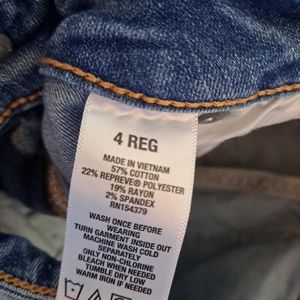 4 REG
MADE IN VIETNAM
57% COTTON
22% REPREVE® POLYESTER
19% RAYON
2% SPANDEX
RN154379
WASH ONCE BEFORE
WEARING
TURN GARMENT INSIDE OUT
MACHINE WASH COLD
SEPARATELY
ONLY NON-CHLORINE
BLEACH WHEN NEEDED
TUMBLE DRY LOW
WARM IRON IF NEEDED